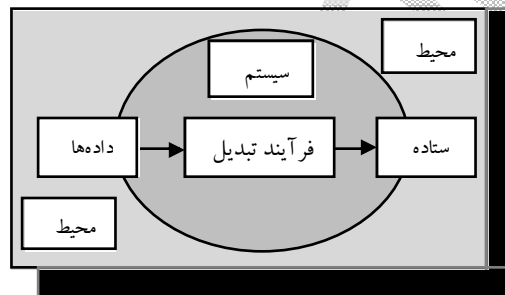 محیط
سیستم
ستاده
فرآیند تبدیل
داده‌ها
محیط